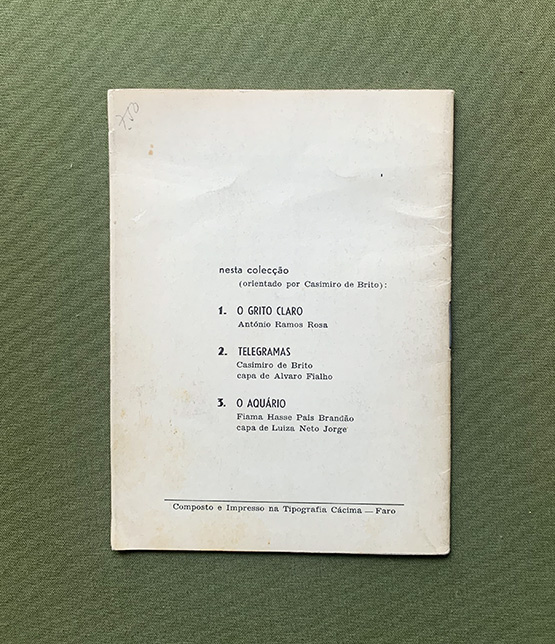 nesta colecção
(orientado por Casimiro de Brito):
1. O GRITO CLARO
António Ramos Rosa
2. TELEGRAMAS
Casimiro de Brito
capa de Alvaro Fialho
3. O AQUÁRIO
Fiama Hasse Pais Brandão
capa de Luiza Neto Jorge
Composto e Impresso na Tipografia Cácima — Faro